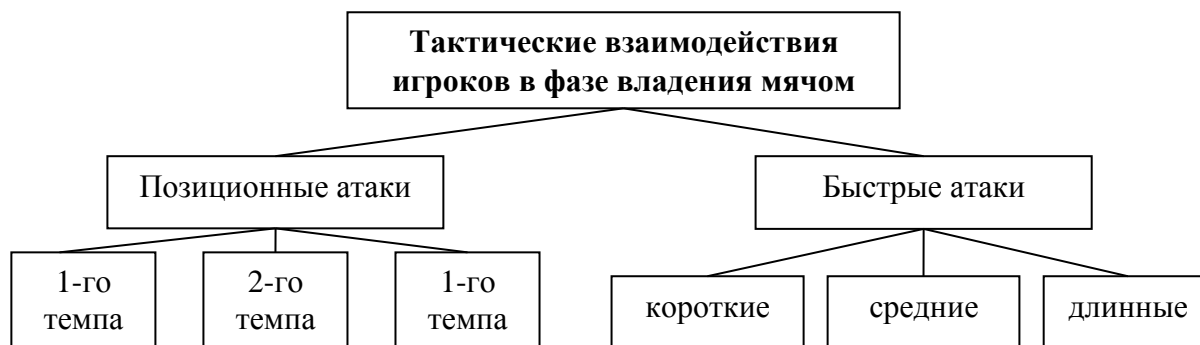 Тактические взаимодействия
игроков в фазе владения мячом
Позиционные атаки
Быстрые атаки
1-го
темпа
2-го
темпа
1-го
темпа
короткие
средние
длинные